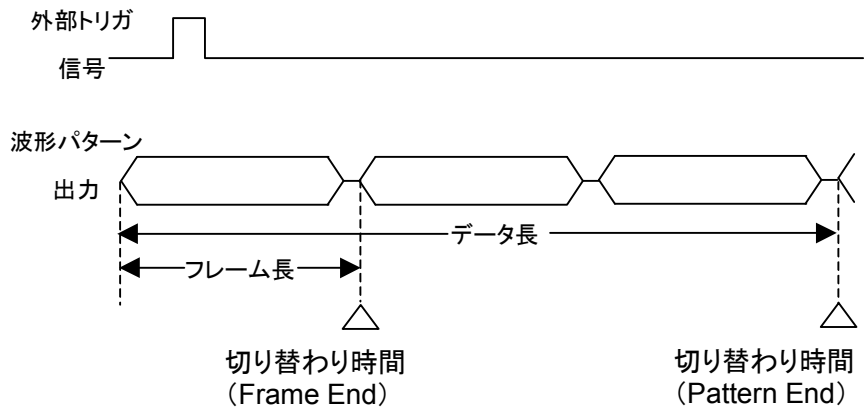 外部トリガ
信号
波形パターン
出力
データ長
フレーム長
切り替わり時間
（Frame End）
切り替わり時間
（Pattern End）